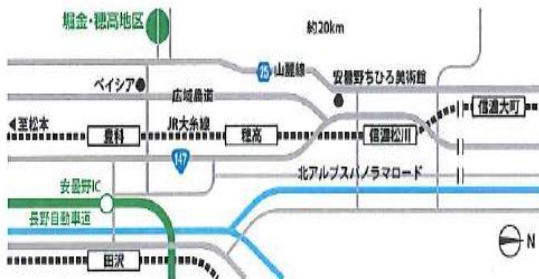 堀金・穂高地区
約20km
25
山麓線
ベイシア
安曇野ちひろ美術館
広域農道
信濃大町
至松本
豊科
JR大糸線
穂高
信濃松川
147
北アルプスパノラマロード
安曇野IC
長野自動車道
田沢
N